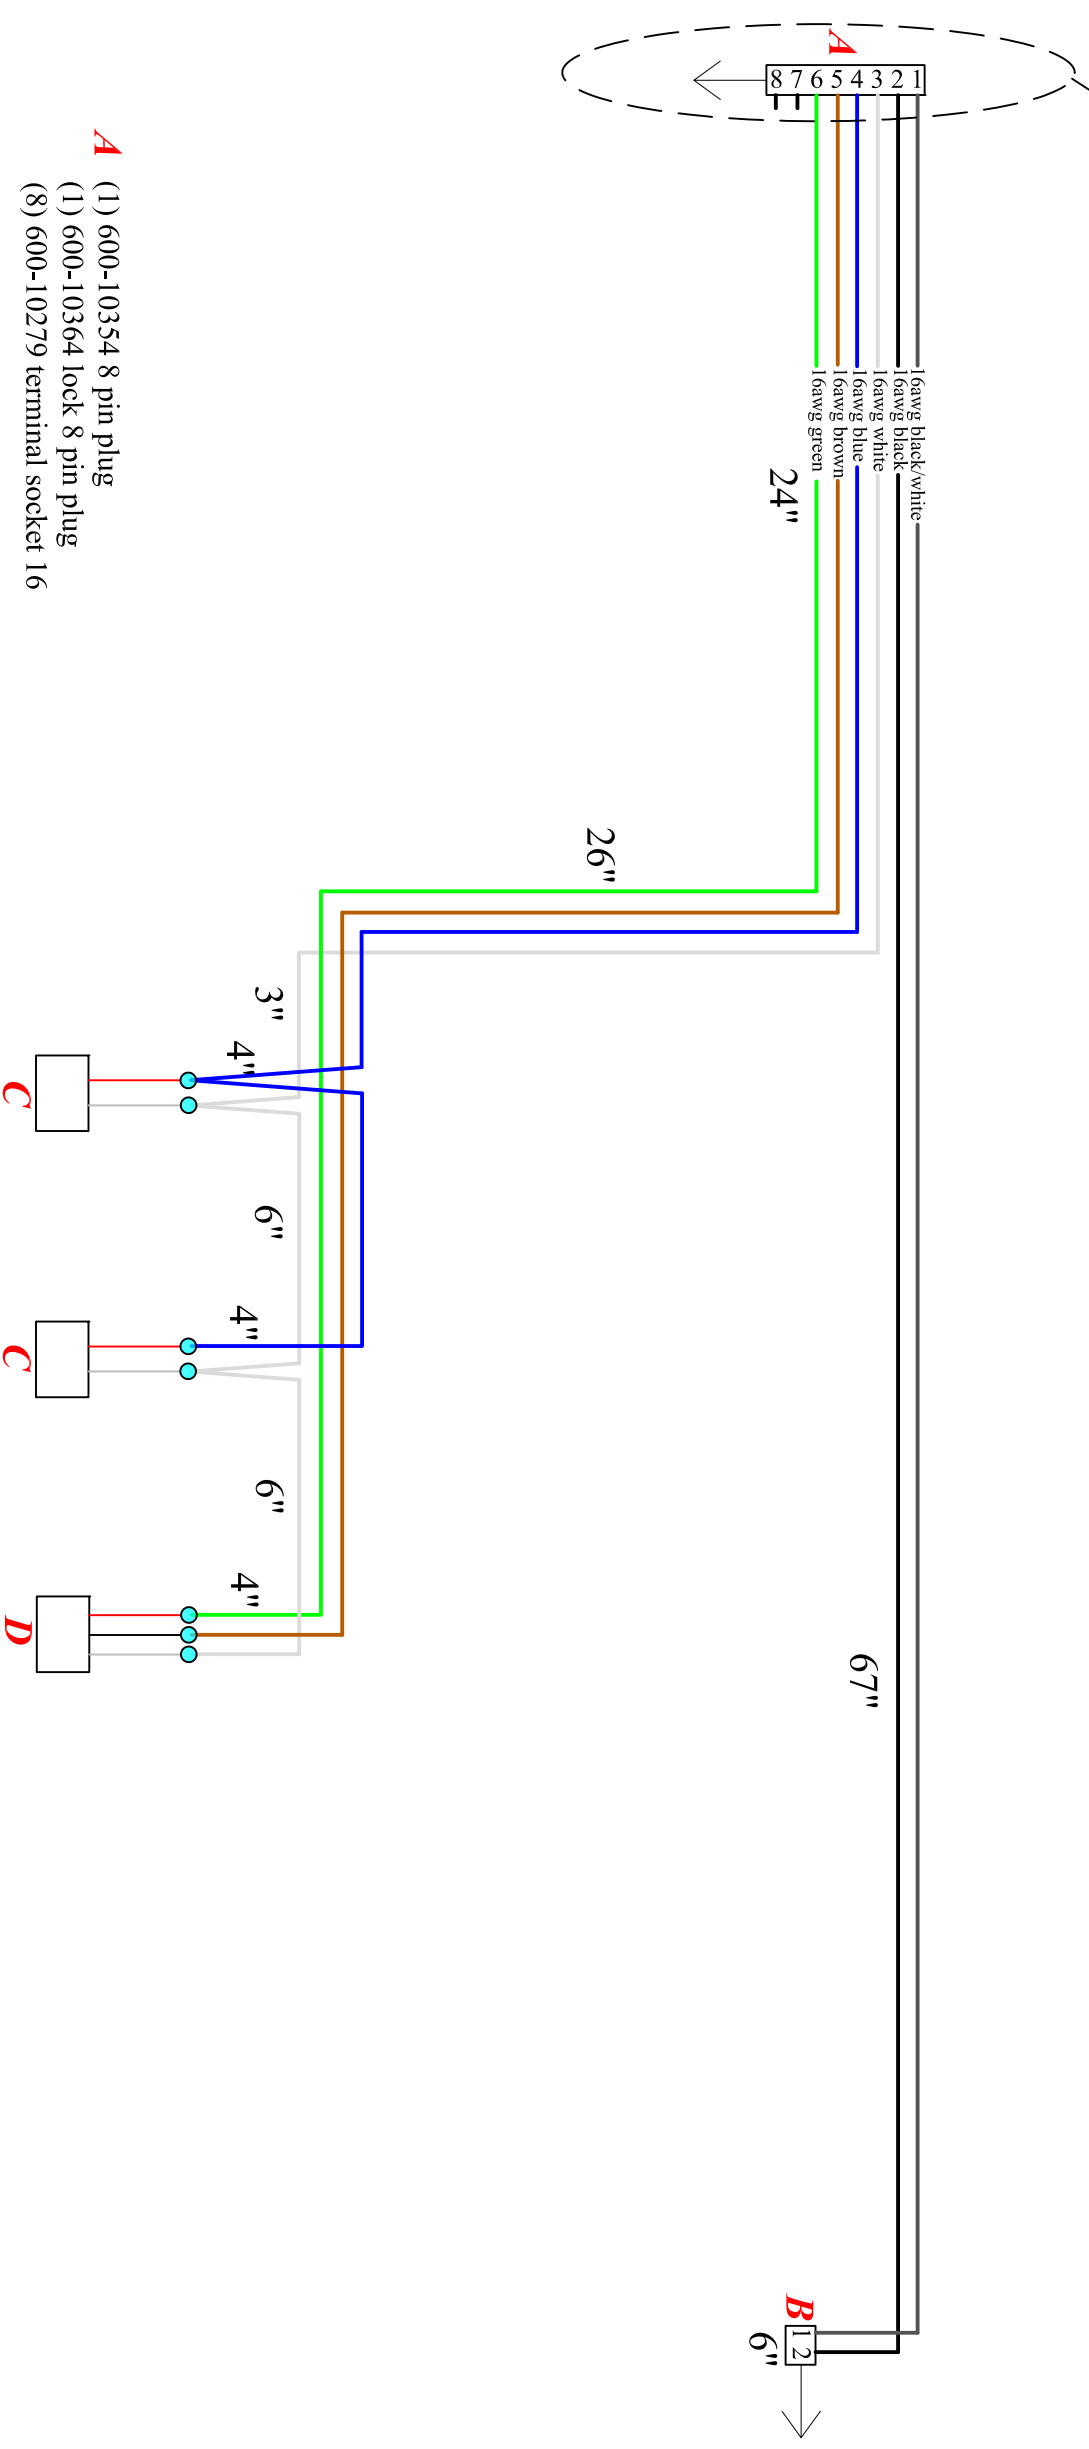 A
8 7 6 5 4 3 2 1
16awg black/white
16awg black
16awg white
16awg blue
16awg brown
16awg green
24"
26"
67"
3"
4"
6"
4"
6"
4"
C
C
D
B
1 2
6"
A (1) 600-10354 8 pin plug
(1) 600-10364 lock 8 pin plug
(8) 600-10279 terminal socket 16